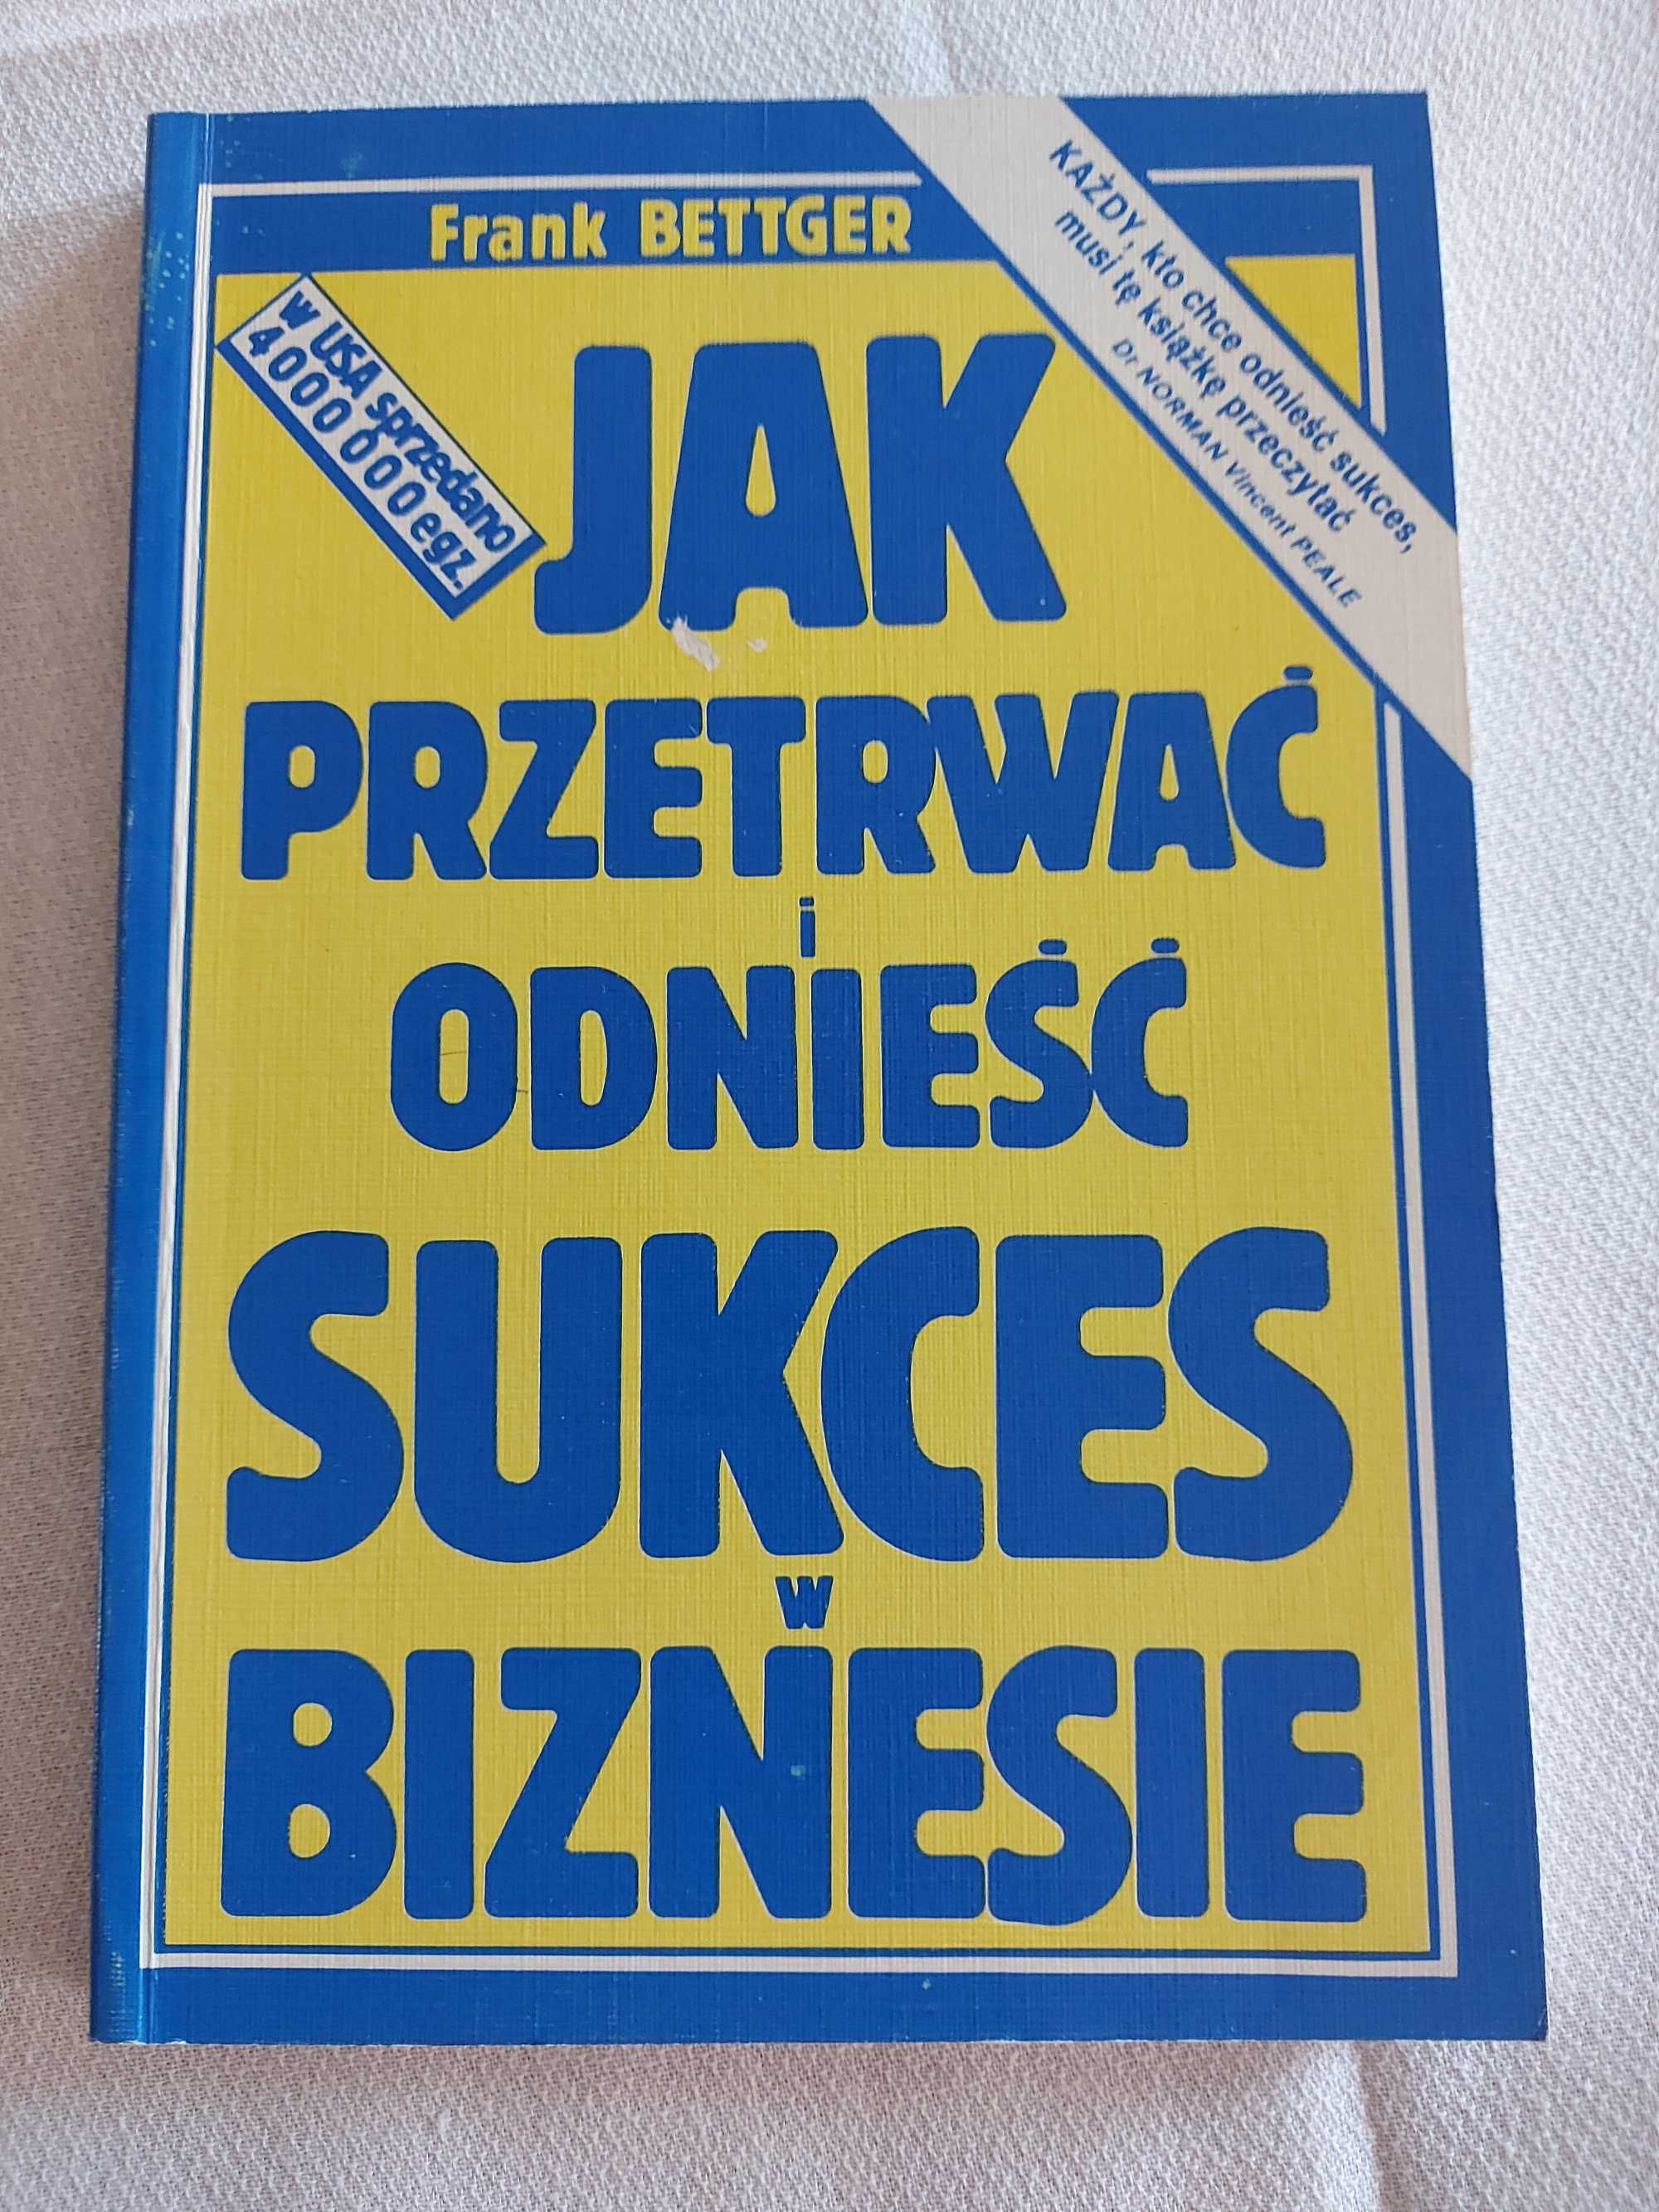 Frank BETTGER
KAŻDY, kto chce odnieść sukces,
musi tę książkę przeczytać
Dr NORMAN Vincent PEALE
w USA sprzedano
4 000 000 egz.
JAK
PRZETRWAĆ
i
ODNIEŚĆ
SUKCES
w
BIZNESIE